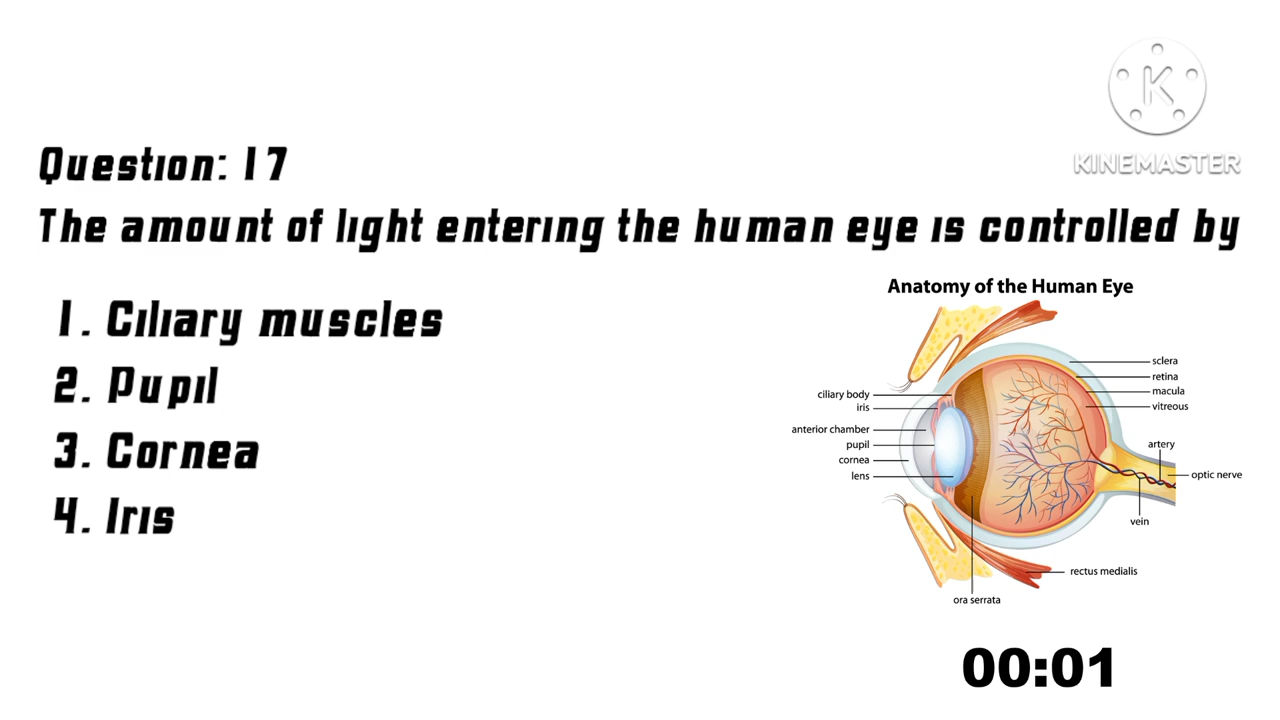 KINEMASTER
Question: 17
The amount of light entering the human eye is controlled by
1. Ciliary muscles
2. Pupil
3. Cornea
4. Iris
Anatomy of the Human Eye
sclera
retina
macula
vitreous
artery
optic nerve
vein
rectus medialis
ora serrata
ciliary body
iris
anterior chamber
pupil
cornea
lens
00:01